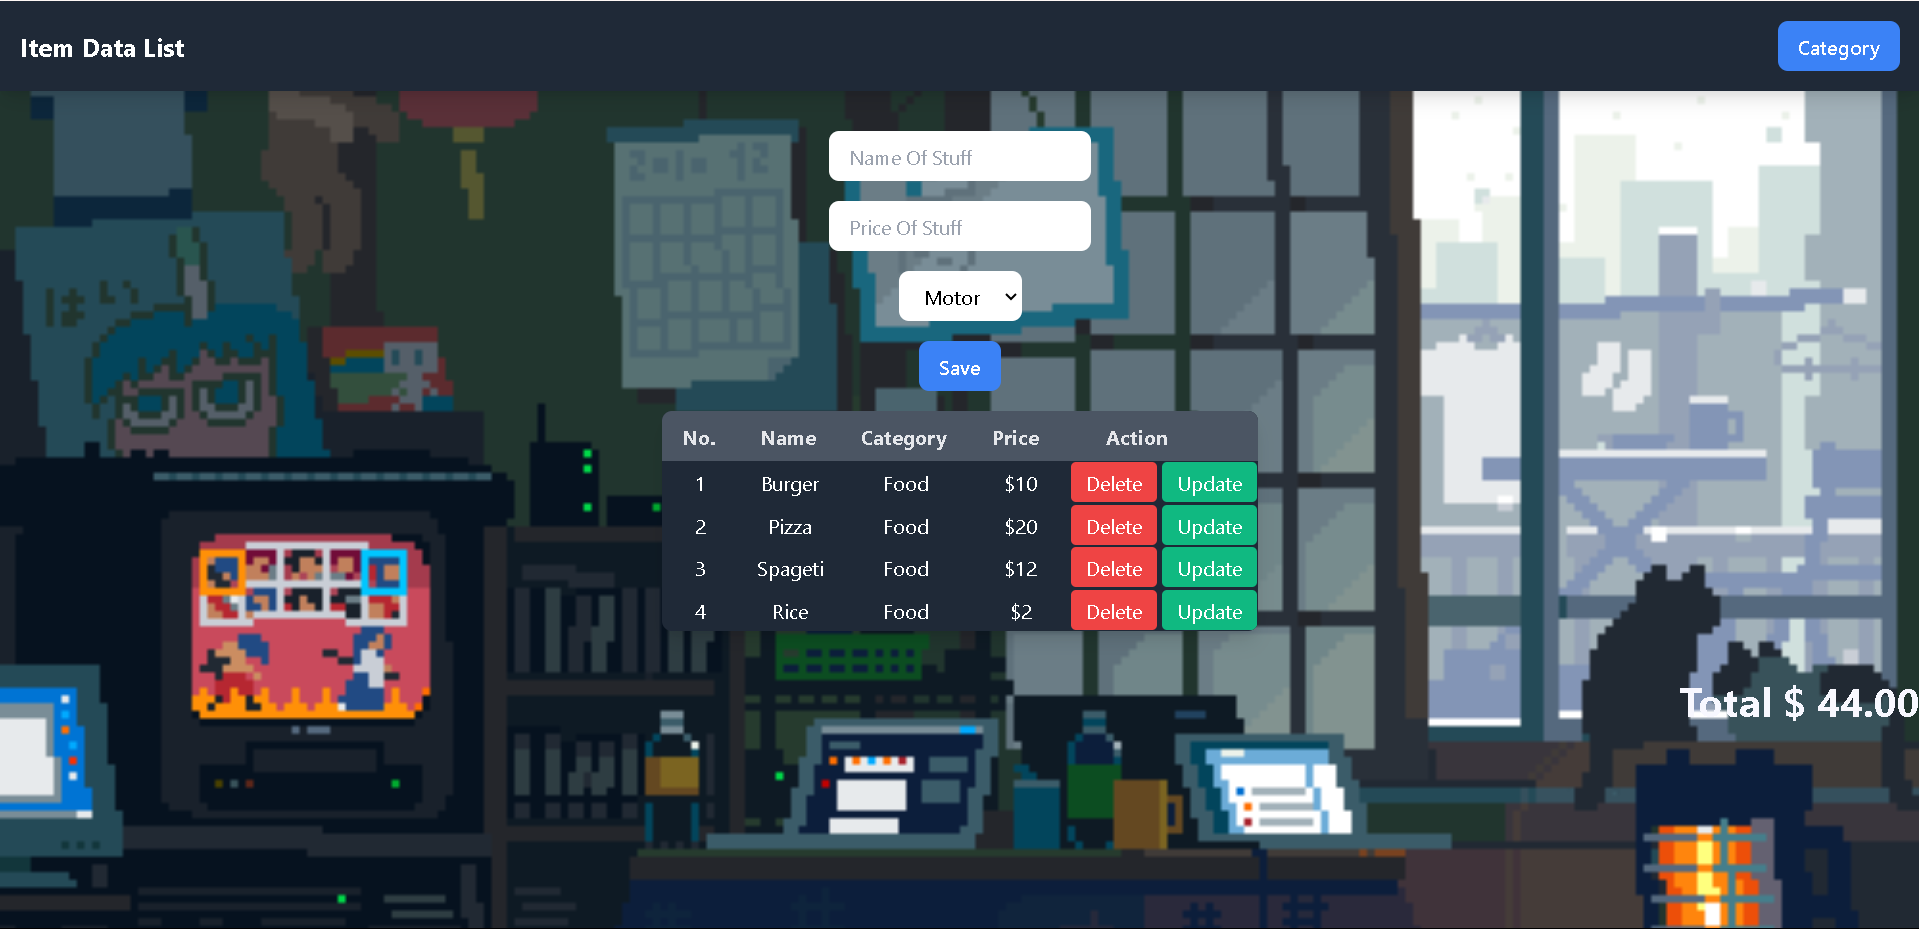 Item Data List
Category
Name Of Stuff
Price Of Stuff
Motor
Save
No. Name Category Price Action
1 Burger Food $10 Delete Update
2 Pizza Food $20 Delete Update
3 Spageti Food $12 Delete Update
4 Rice Food $2 Delete Update
Total $ 44.00
はい